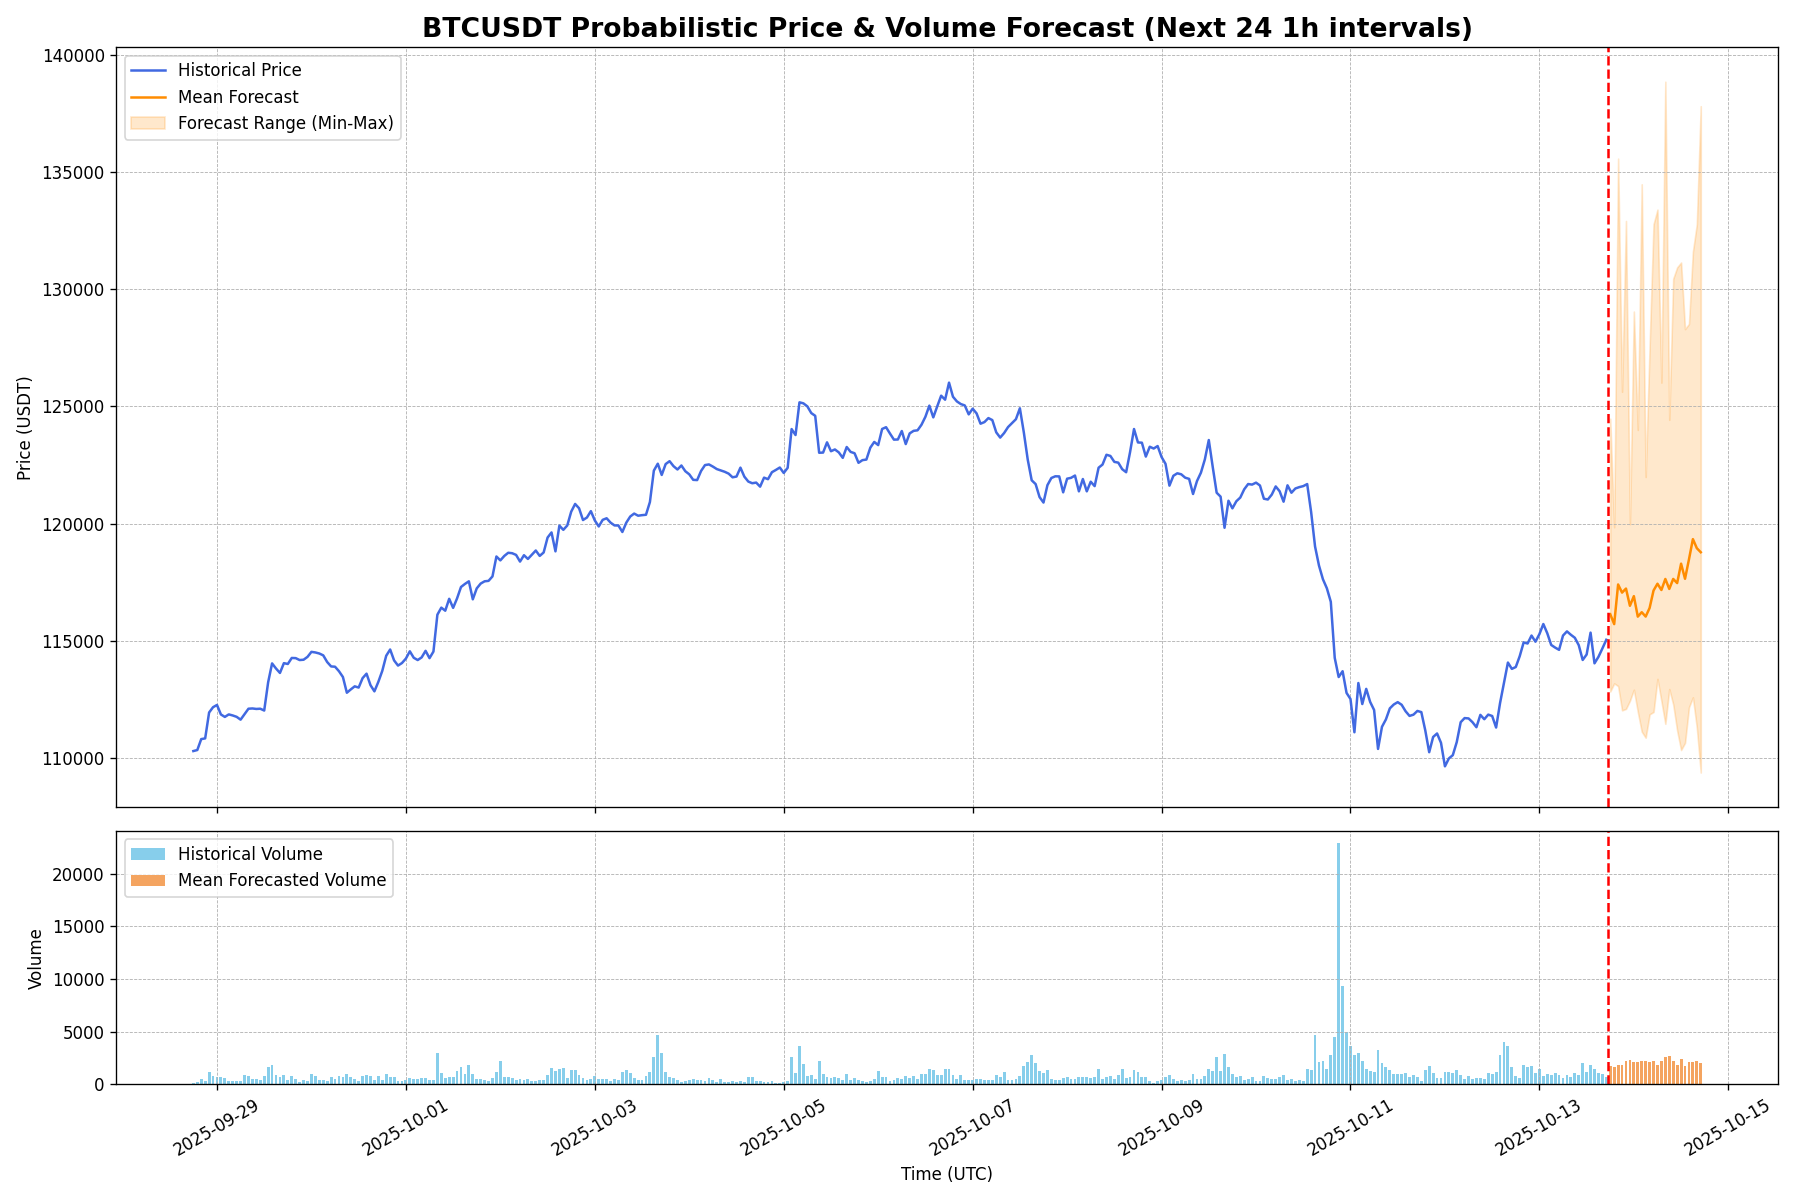 BTCUSDT Probabilistic Price & Volume Forecast (Next 24 1h intervals)
140000
135000
130000
125000
120000
115000
110000
Price (USDT)
Historical Price
Mean Forecast
Forecast Range (Min-Max)
20000
15000
10000
5000
0
Volume
Historical Volume
Mean Forecasted Volume
2025-09-29
2025-10-01
2025-10-03
2025-10-05
2025-10-07
2025-10-09
2025-10-11
2025-10-13
2025-10-15
Time (UTC)